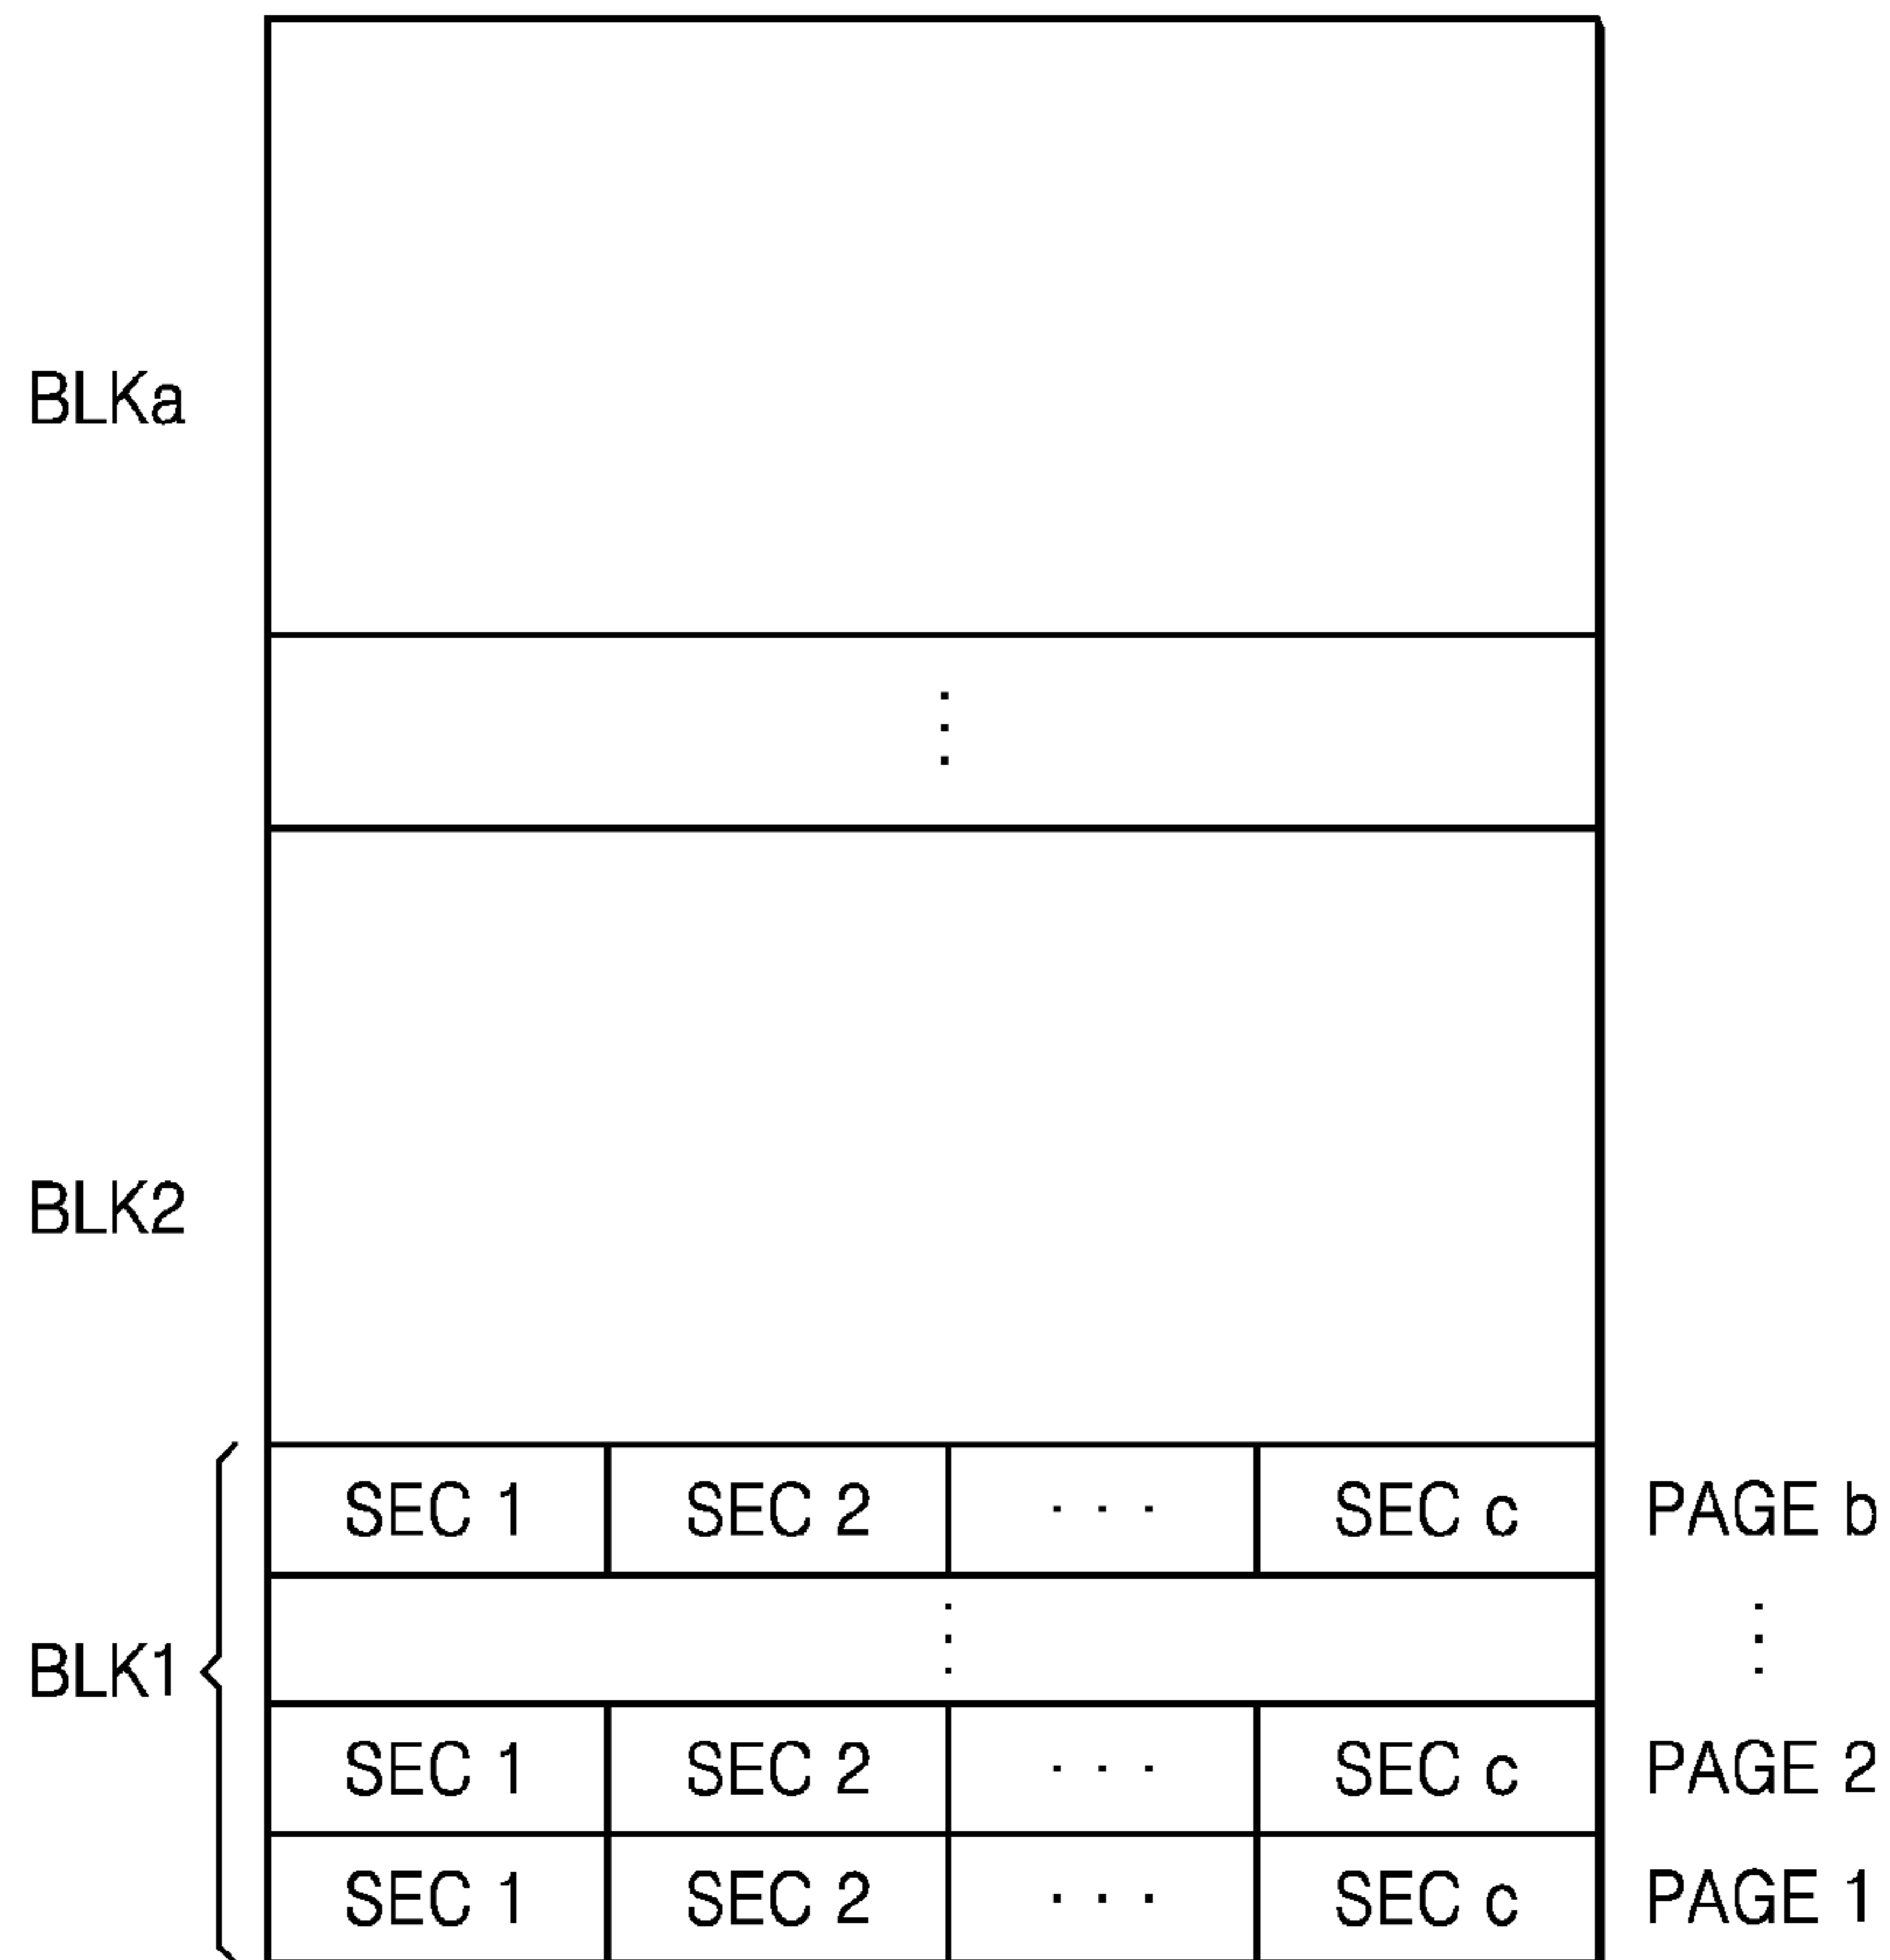 BLKa
⋮
BLK2
SEC 1 SEC 2 ··· SEC c PAGE b
BLK1 ⋮ ⋮
SEC 1 SEC 2 ··· SEC c PAGE 2
SEC 1 SEC 2 ··· SEC c PAGE 1